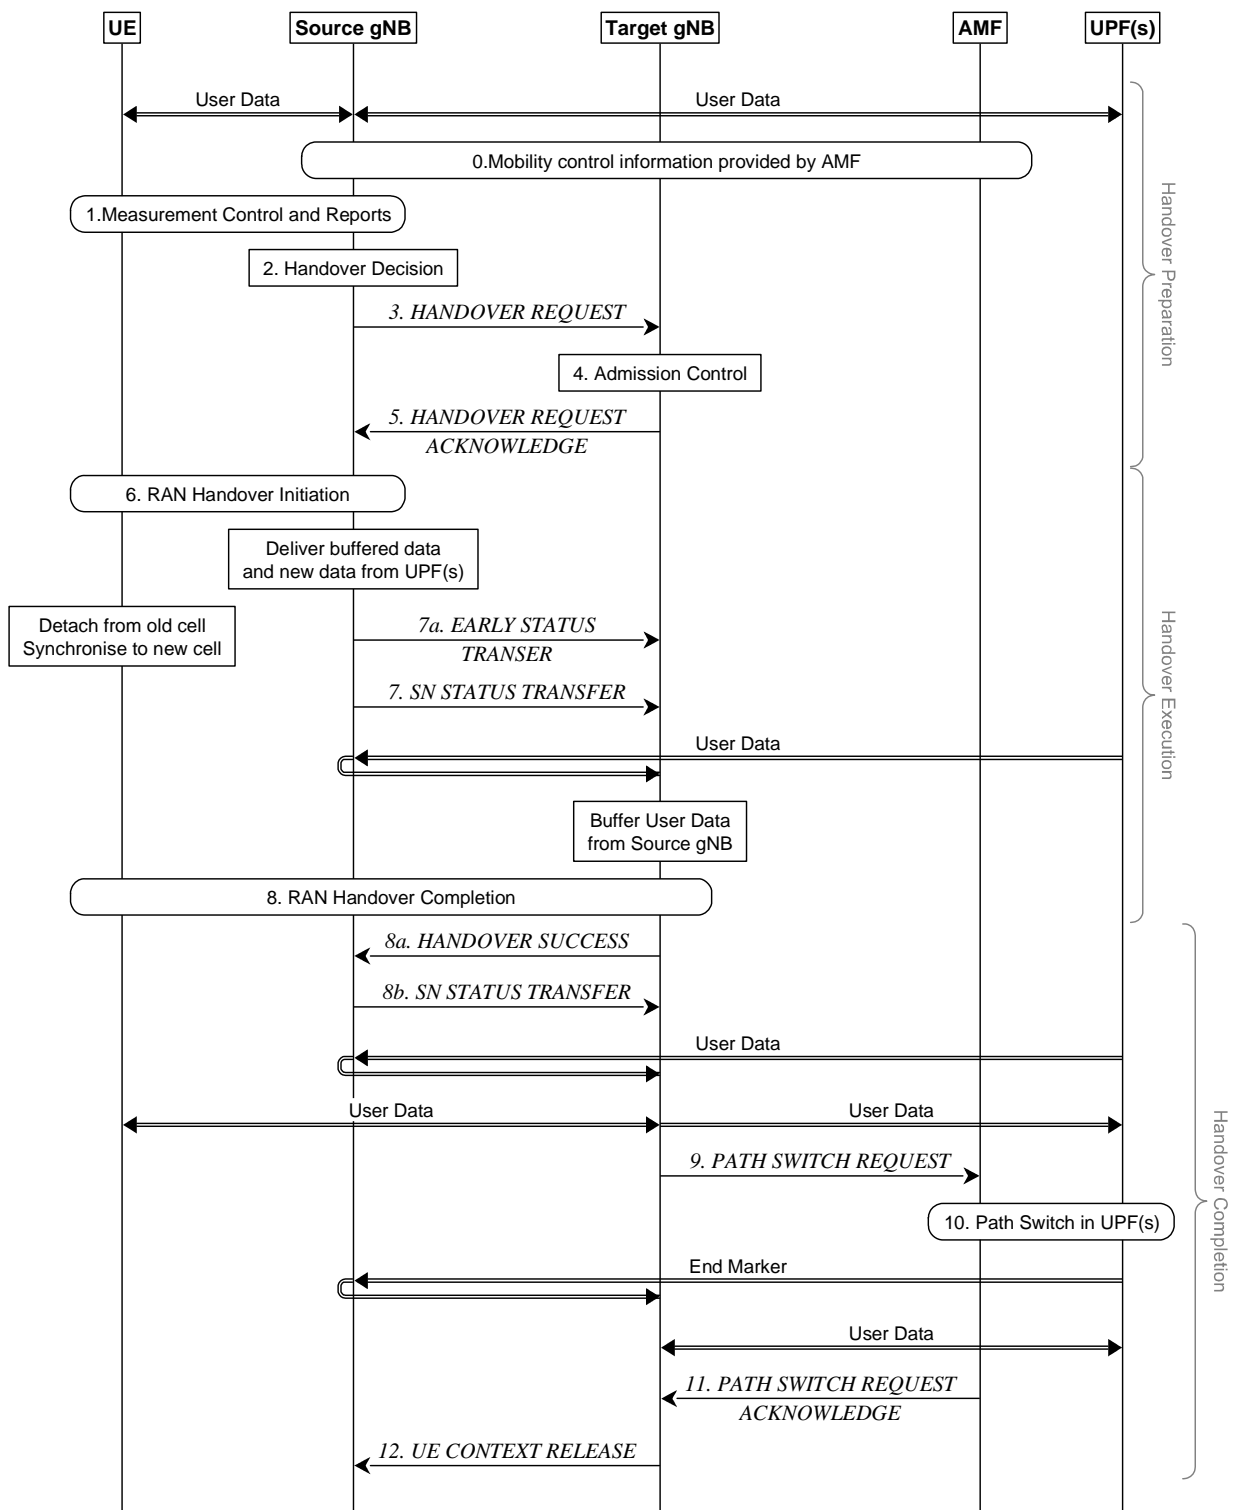 UE
Source gNB
Target gNB
AMF
UPF(s)
User Data
User Data
0.Mobility control information provided by AMF
1.Measurement Control and Reports
2. Handover Decision
3. HANDOVER REQUEST
4. Admission Control
5. HANDOVER REQUEST
ACKNOWLEDGE
Handover Preparation
6. RAN Handover Initiation
Deliver buffered data
and new data from UPF(s)
Detach from old cell
Synchronise to new cell
7a. EARLY STATUS
TRANSER
7. SN STATUS TRANSFER
User Data
Buffer User Data
from Source gNB
8. RAN Handover Completion
Handover Execution
8a. HANDOVER SUCCESS
8b. SN STATUS TRANSFER
User Data
User Data
User Data
9. PATH SWITCH REQUEST
10. Path Switch in UPF(s)
End Marker
User Data
11. PATH SWITCH REQUEST
ACKNOWLEDGE
12. UE CONTEXT RELEASE
Handover Completion